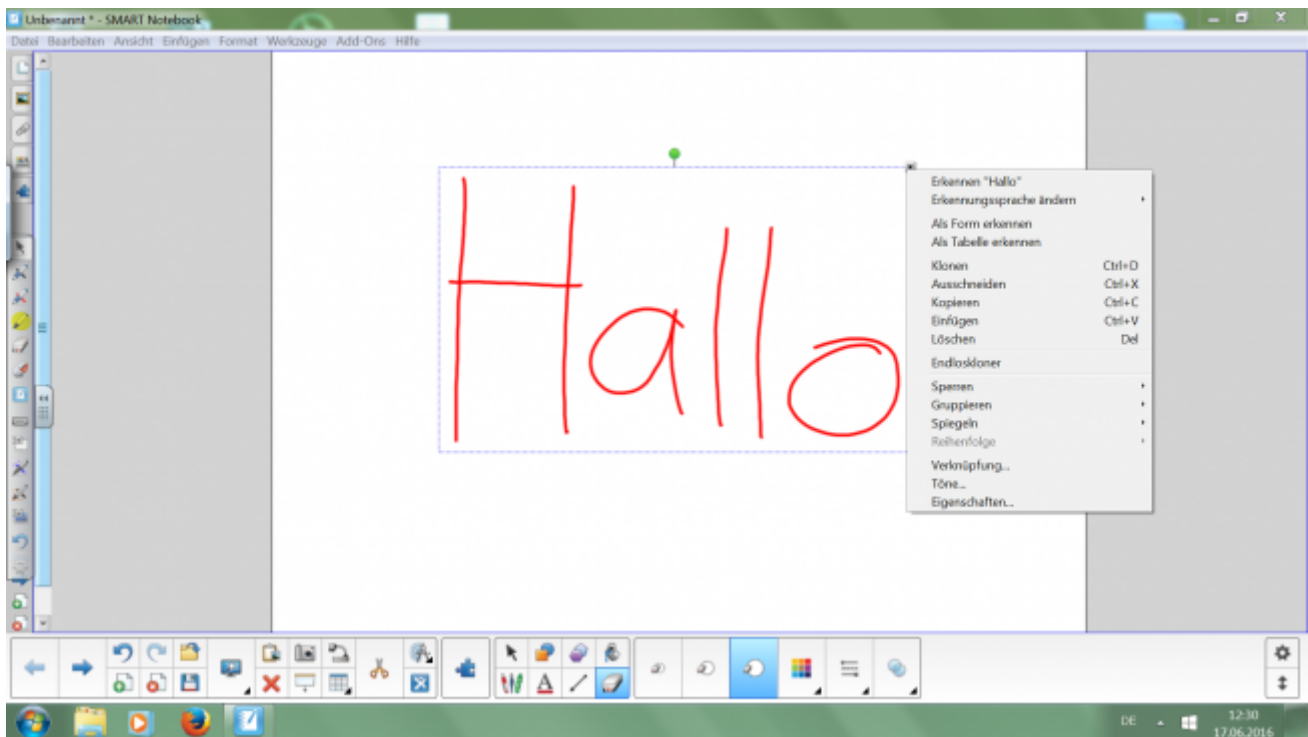 Unbenannt * - SMART Notebook
Datei Bearbeiten Ansicht Einfügen Format Werkzeuge Add-Ons Hilfe
Hallo
Erkennen "Hallo"
Erkennungssprache ändern
Als Form erkennen
Als Tabelle erkennen
Klonen Ctrl+D
Ausschneiden Ctrl+X
Kopieren Ctrl+C
Einfügen Ctrl+V
Löschen Del
Endloskloner
Sperren
Gruppieren
Spiegeln
Reihenfolge
Verknüpfung...
Töne...
Eigenschaften...
A
DE
12:30
17.06.2016